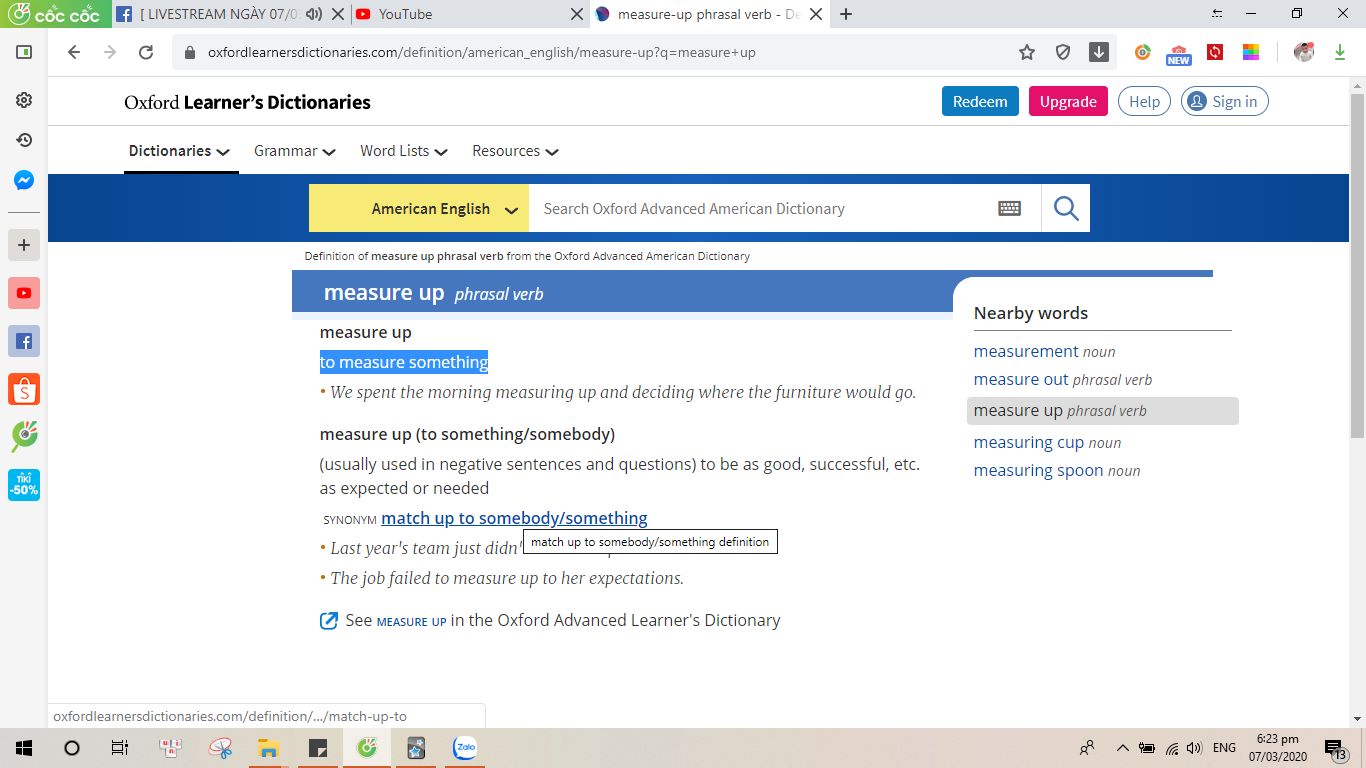 cốc cốc
[ LIVESTREAM NGÀY 07/0
YouTube
measure-up phrasal verb - De
oxfordlearnersdictionaries.com/definition/american_english/measure-up?q=measure+up
NEW
Oxford Learner's Dictionaries
Redeem
Upgrade
Help
Sign in
Dictionaries
Grammar
Word Lists
Resources
American English
Search Oxford Advanced American Dictionary
Definition of measure up phrasal verb from the Oxford Advanced American Dictionary
measure up phrasal verb
measure up
to measure something
• We spent the morning measuring up and deciding where the furniture would go.
measure up (to something/somebody)
(usually used in negative sentences and questions) to be as good, successful, etc.
as expected or needed
SYNONYM match up to somebody/something
match up to somebody/something definition
• Last year's team just didn'
• The job failed to measure up to her expectations.
See MEASURE UP in the Oxford Advanced Learner's Dictionary
Nearby words
measurement noun
measure out phrasal verb
measure up phrasal verb
measuring cup noun
measuring spoon noun
TIKI
-50%
oxfordlearnersdictionaries.com/definition/.../match-up-to
Zalo
ENG
6:23 pm
07/03/2020
13